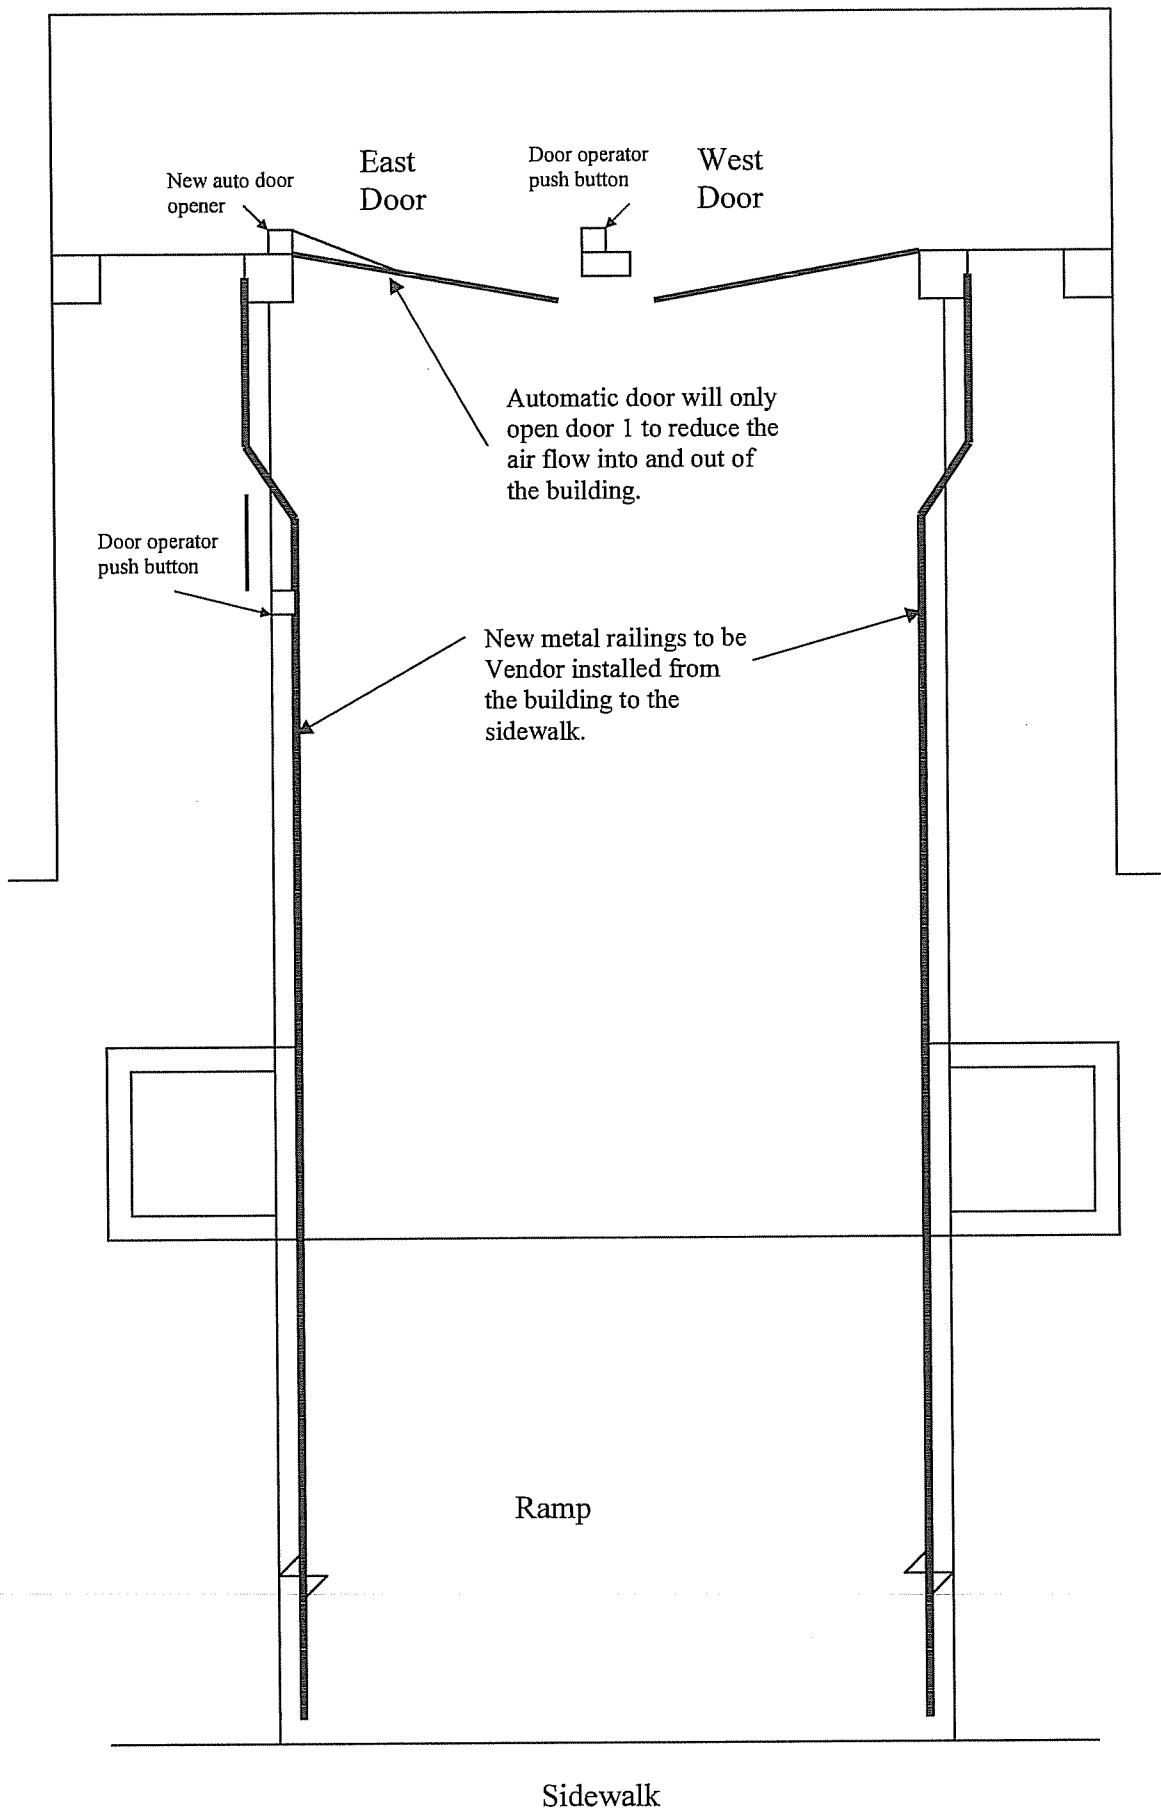 East
Door
Door operator
push button
West
Door
New auto door
opener
Automatic door will only
open door 1 to reduce the
air flow into and out of
the building.
Door operator
push button
New metal railings to be
Vendor installed from
the building to the
sidewalk.
Ramp
Sidewalk